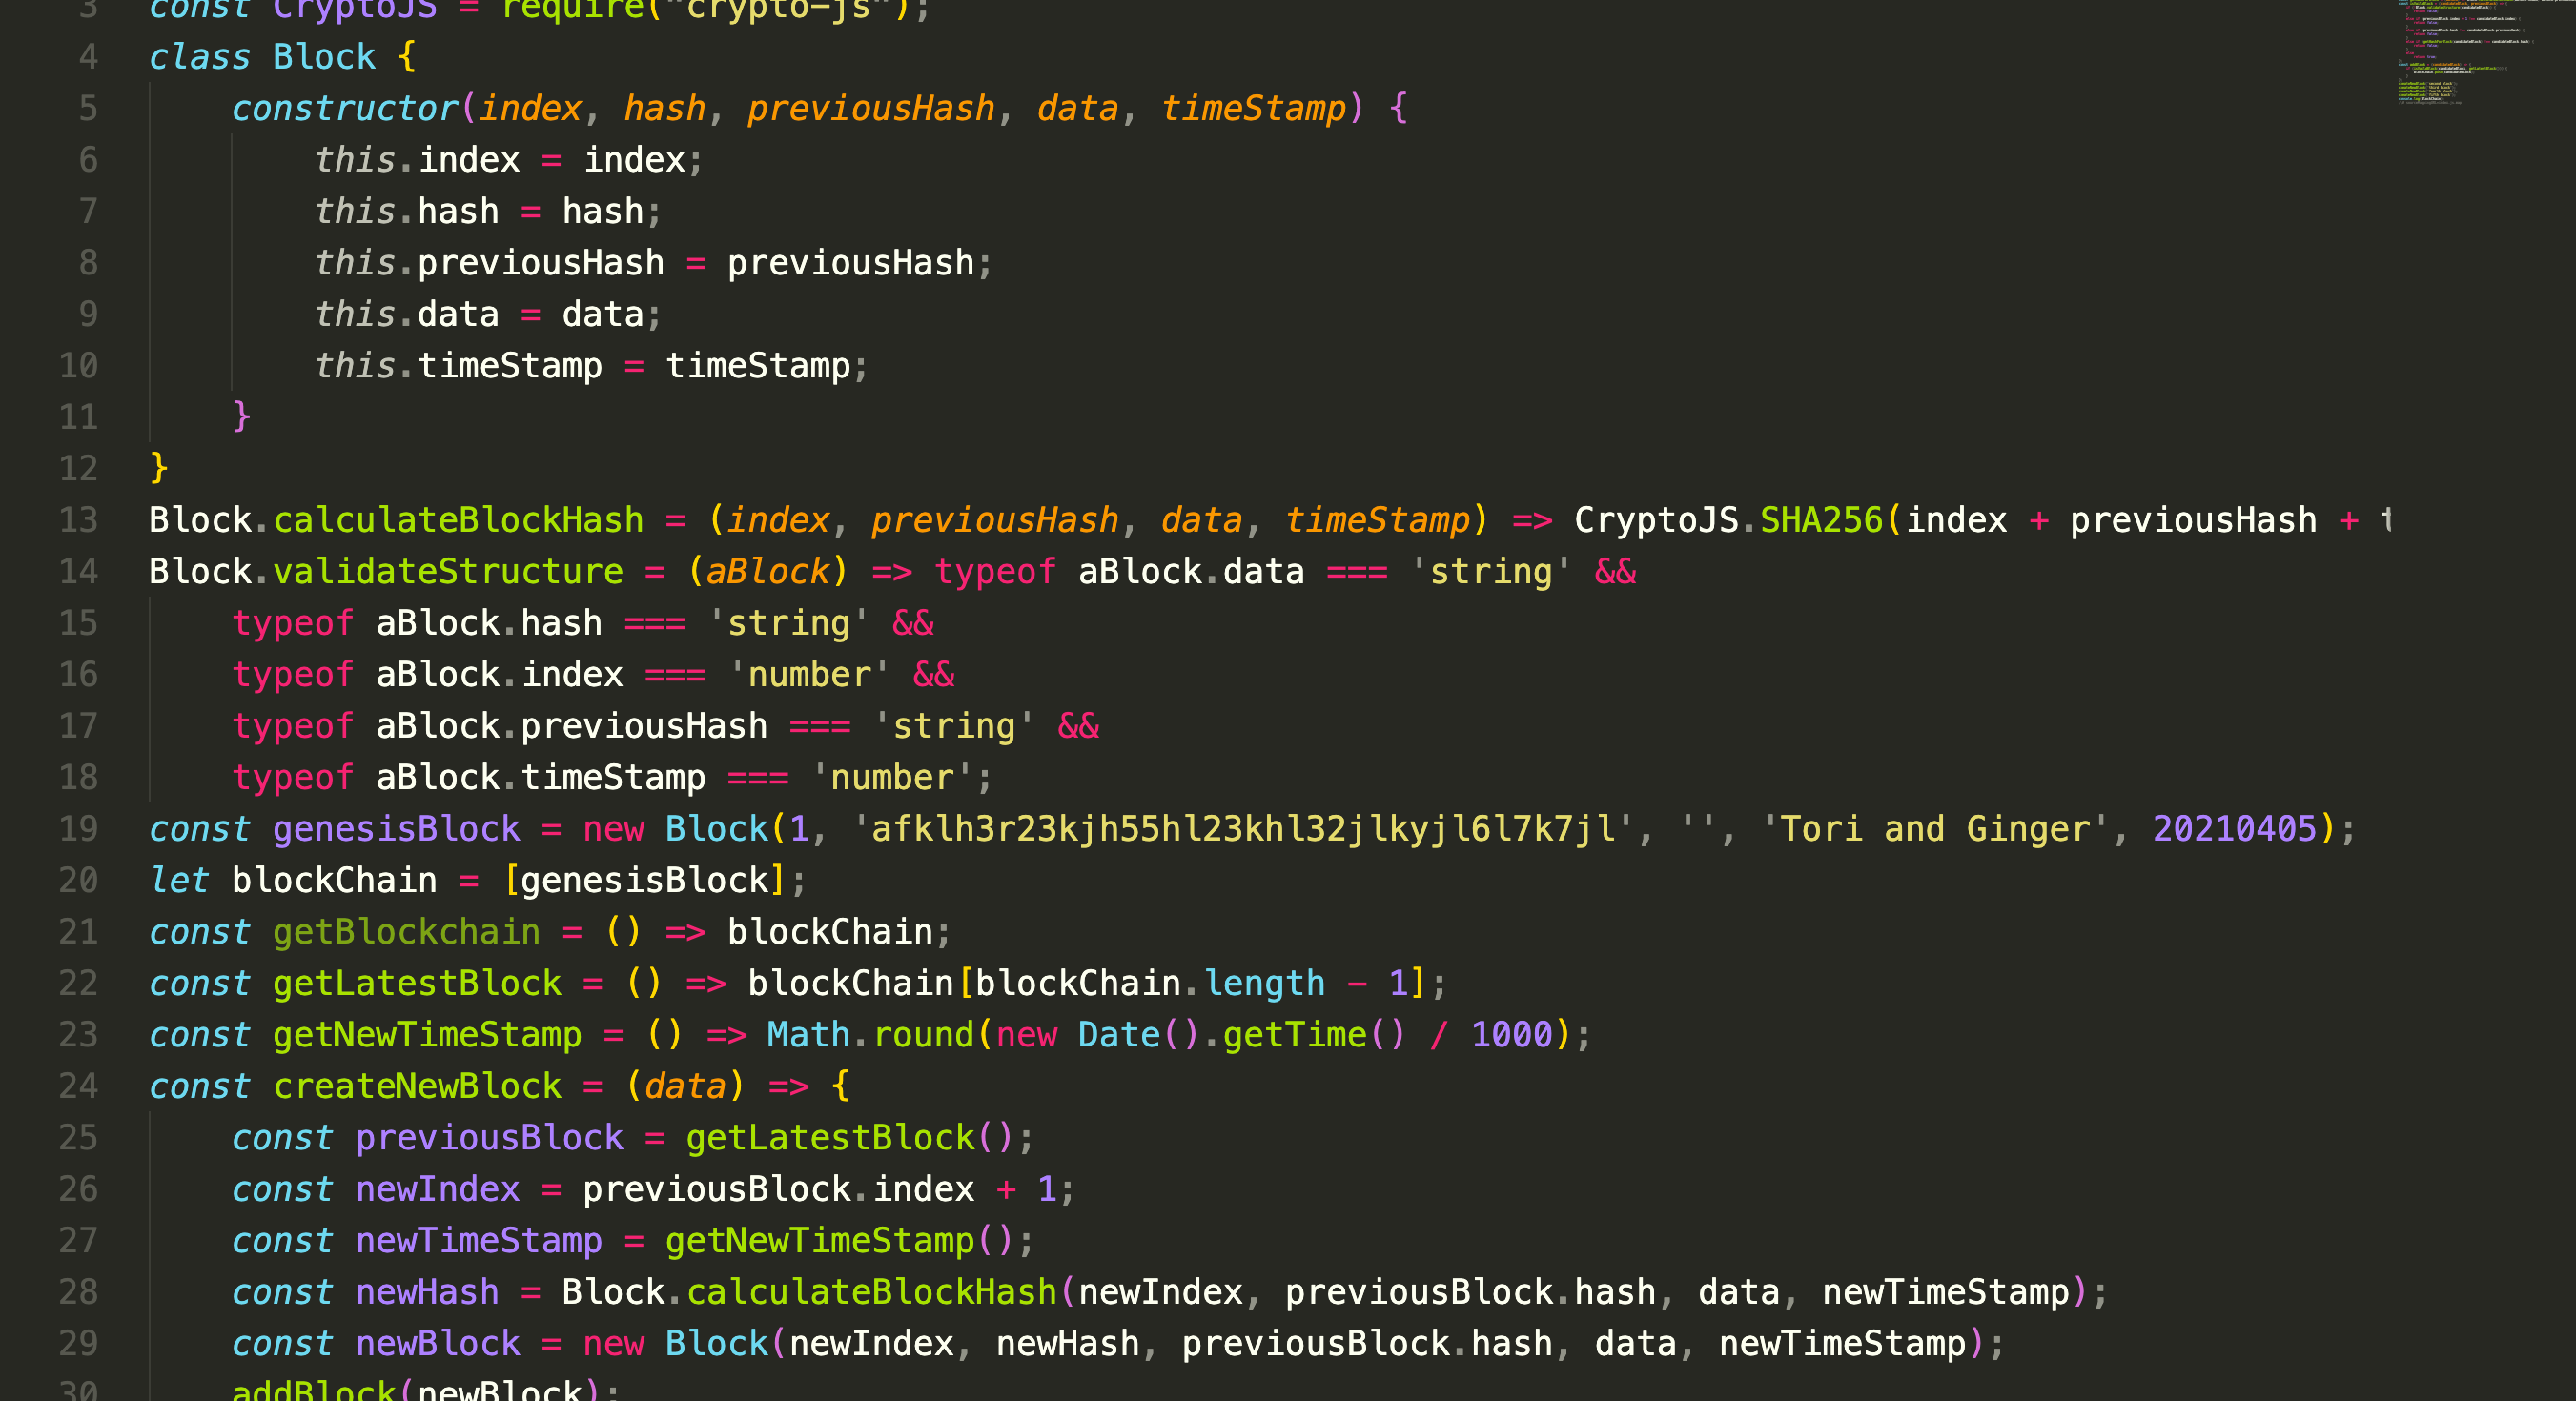 3 const CryptoJS = require("crypto-js");
4 class Block {
5 constructor(index, hash, previousHash, data, timeStamp) {
6 this.index = index;
7 this.hash = hash;
8 this.previousHash = previousHash;
9 this.data = data;
10 this.timeStamp = timeStamp;
11 }
12 }
13 Block.calculateBlockHash = (index, previousHash, data, timeStamp) => CryptoJS.SHA256(index + previousHash + t
14 Block.validateStructure = (aBlock) => typeof aBlock.data === 'string' &&
15 typeof aBlock.hash === 'string' &&
16 typeof aBlock.index === 'number' &&
17 typeof aBlock.previousHash === 'string' &&
18 typeof aBlock.timeStamp === 'number';
19 const genesisBlock = new Block(1, 'afklh3r23kjh55hl23khl32jlkyjl6l7k7jl', '', 'Tori and Ginger', 20210405);
20 let blockChain = [genesisBlock];
21 const getBlockchain = () => blockChain;
22 const getLatestBlock = () => blockChain[blockChain.length - 1];
23 const getNewTimeStamp = () => Math.round(new Date().getTime() / 1000);
24 const createNewBlock = (data) => {
25 const previousBlock = getLatestBlock();
26 const newIndex = previousBlock.index + 1;
27 const newTimeStamp = getNewTimeStamp();
28 const newHash = Block.calculateBlockHash(newIndex, previousBlock.hash, data, newTimeStamp);
29 const newBlock = new Block(newIndex, newHash, previousBlock.hash, data, newTimeStamp);
30 addBlock(newBlock);